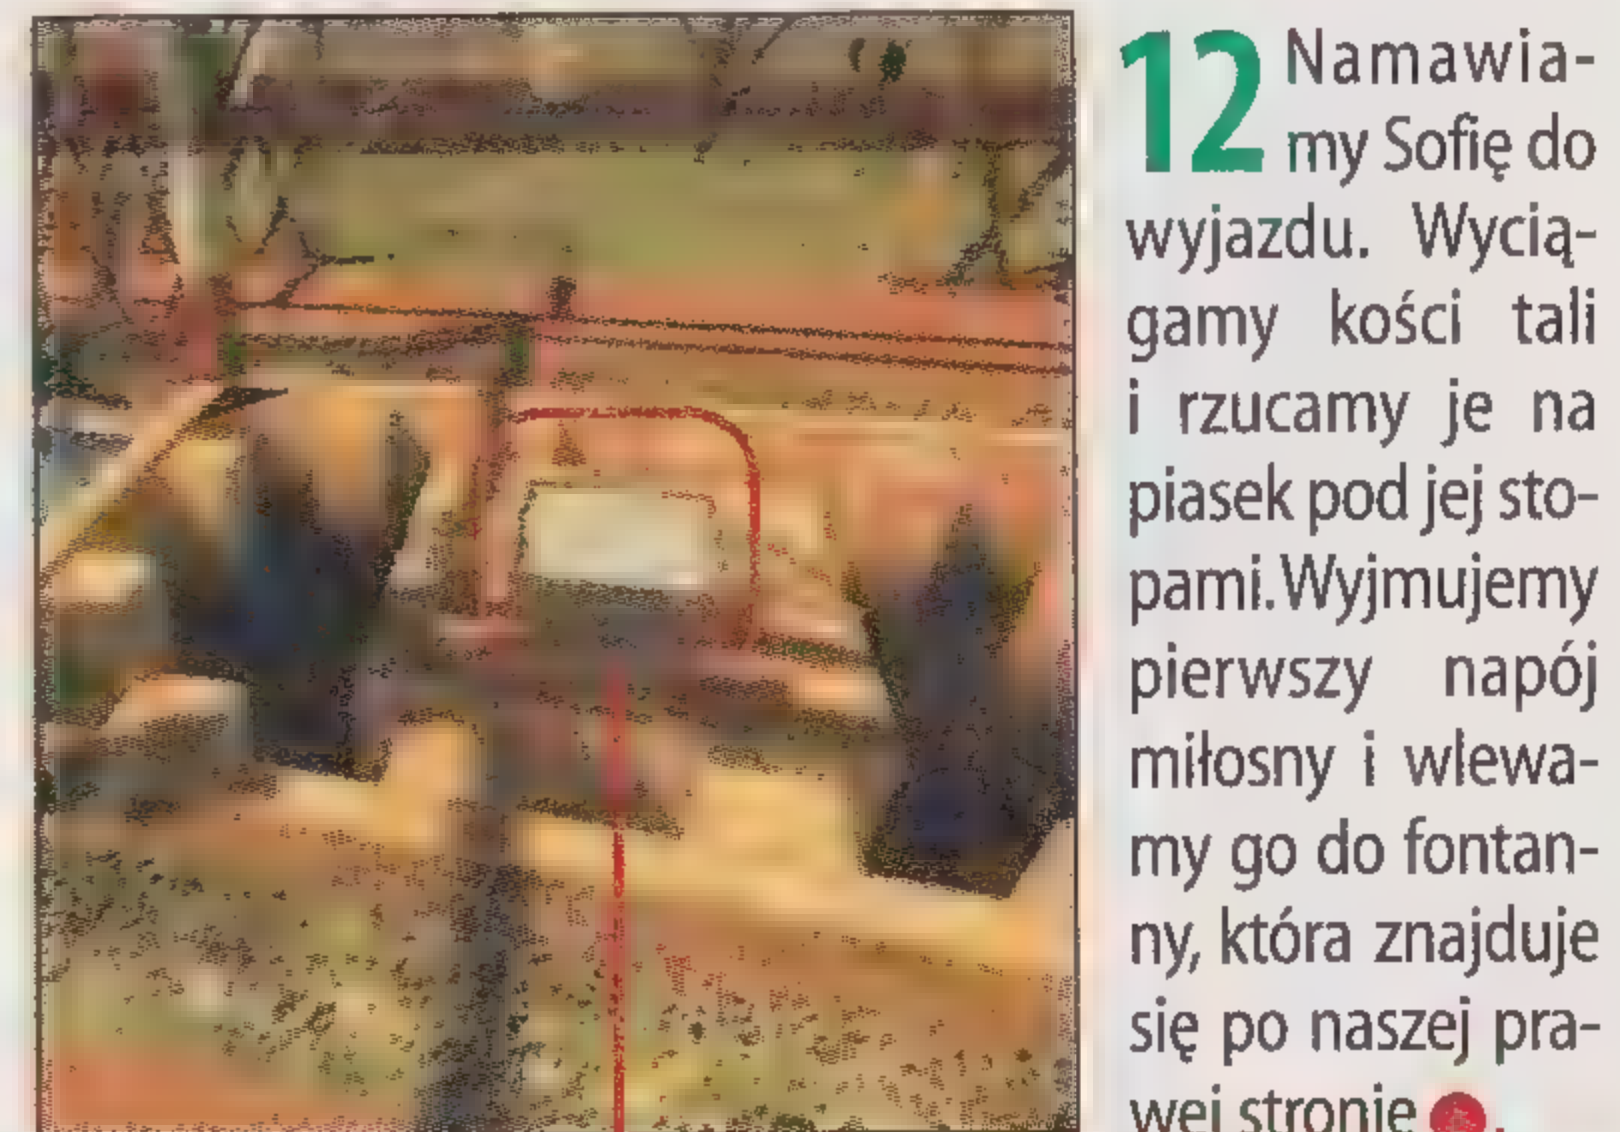 12 Namawia-
my Sofię do
wyjazdu. Wycią-
gamy kości tali
i rzucamy je na
piasek pod jej sto-
pami. Wyjmujemy
pierwszy napój
miłosny i wlewa-
my go do fontan-
ny, która znajduje
się po naszej pra-
wej stronie